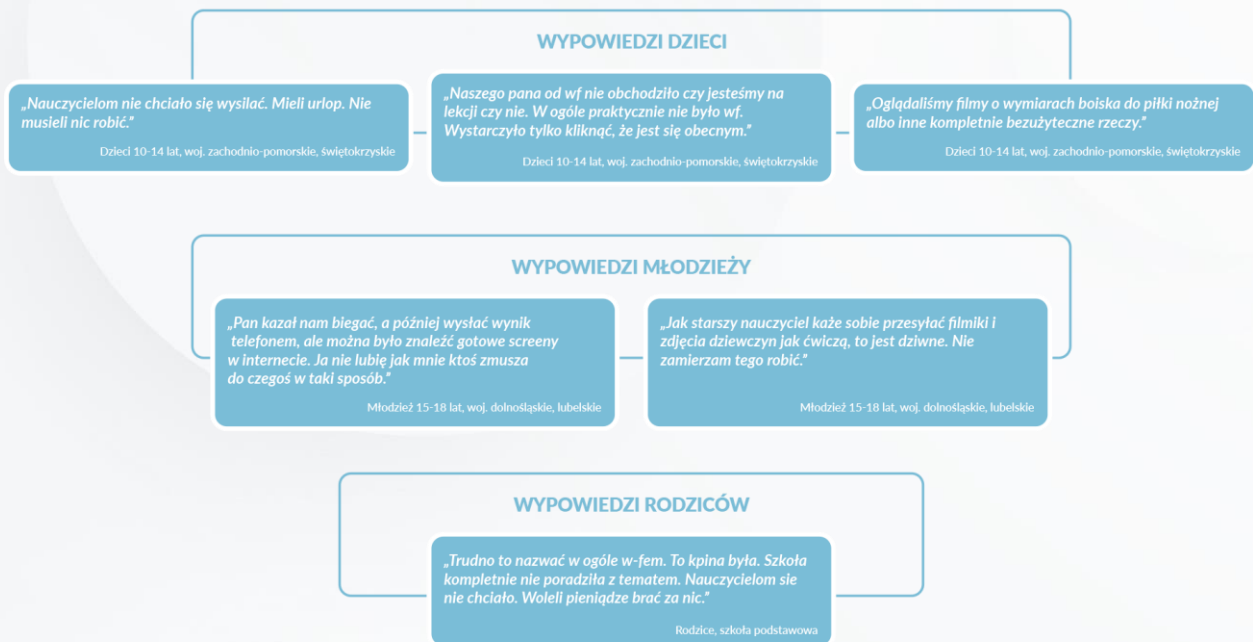 WYPOWIEDZI DZIECI
„Nauczycielom nie chciało się wysilać. Mieli urlop. Nie
musieli nic robić.”
Dzieci 10-14 lat, woj. zachodnio-pomorskie, świętokrzyskie
„Naszego pana od wf nie obchodziło czy jesteśmy na
lekcji czy nie. W ogóle praktycznie nie było wf.
Wystarczyło tylko kliknąć, że jest się obecnym.”
Dzieci 10-14 lat, woj. zachodnio-pomorskie, świętokrzyskie
„Oglądaliśmy filmy o wymiarach boiska do piłki nożnej
albo inne kompletnie bezużyteczne rzeczy.”
Dzieci 10-14 lat, woj. zachodnio-pomorskie, świętokrzyskie
WYPOWIEDZI MŁODZIEŻY
„Pan kazał nam biegać, a później wysłać wynik
telefonem, ale można było znaleźć gotowe screeny
w internecie. Ja nie lubię jak mnie ktoś zmusza
do czegoś w taki sposób.”
Młodzież 15-18 lat, woj. dolnośląskie, lubelskie
„Jak starszy nauczyciel każe sobie przesyłać filmiki i
zdjęcia dziewczyn jak ćwiczą, to jest dziwne. Nie
zamierzam tego robić.”
Młodzież 15-18 lat, woj. dolnośląskie, lubelskie
WYPOWIEDZI RODZICÓW
„Trudno to nazwać w ogóle w-fem. To kpina była. Szkoła
kompletnie nie poradziła z tematem. Nauczycielom sie
nie chciało. Woleli pieniądze brać za nic.”
Rodzice, szkoła podstawowa